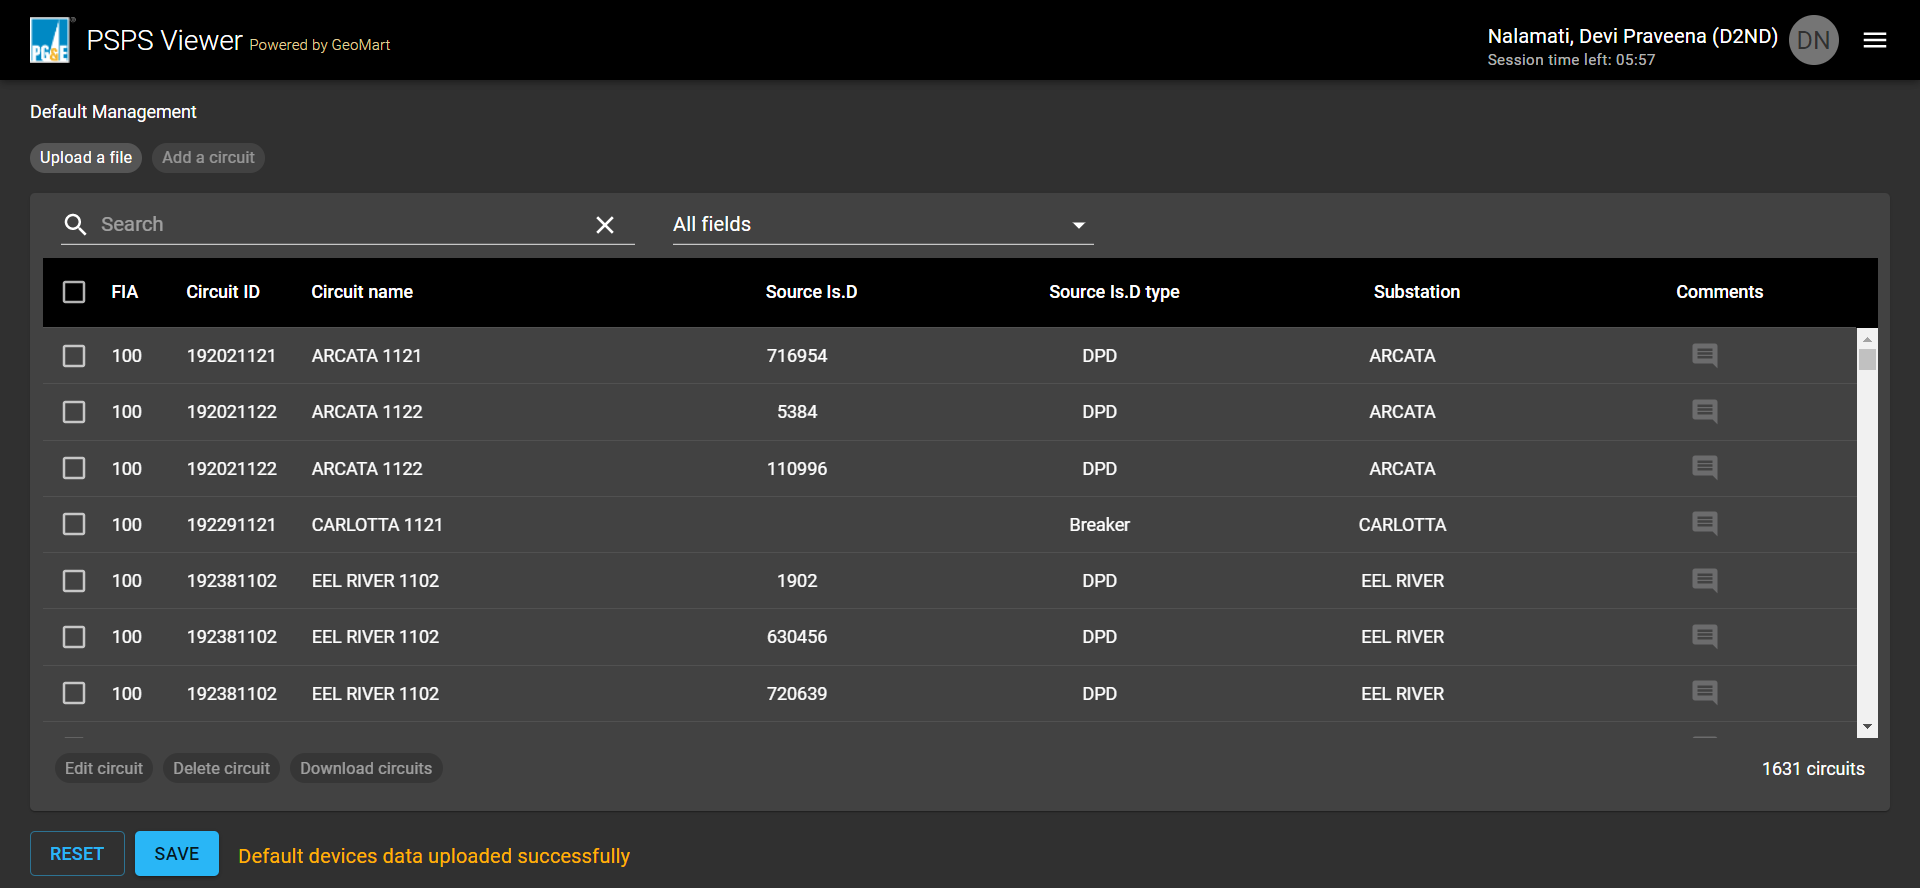 PG&E
PSPS Viewer Powered by GeoMart
Nalamati, Devi Praveena (D2ND)
Session time left: 05:57
DN
Default Management
Upload a file
Add a circuit
Search
All fields
FIA Circuit ID Circuit name Source Is.D Source Is.D type Substation Comments
100 192021121 ARCATA 1121 716954 DPD ARCATA
100 192021122 ARCATA 1122 5384 DPD ARCATA
100 192021122 ARCATA 1122 110996 DPD ARCATA
100 192291121 CARLOTTA 1121 Breaker CARLOTTA
100 192381102 EEL RIVER 1102 1902 DPD EEL RIVER
100 192381102 EEL RIVER 1102 630456 DPD EEL RIVER
100 192381102 EEL RIVER 1102 720639 DPD EEL RIVER
Edit circuit
Delete circuit
Download circuits
1631 circuits
RESET
SAVE
Default devices data uploaded successfully